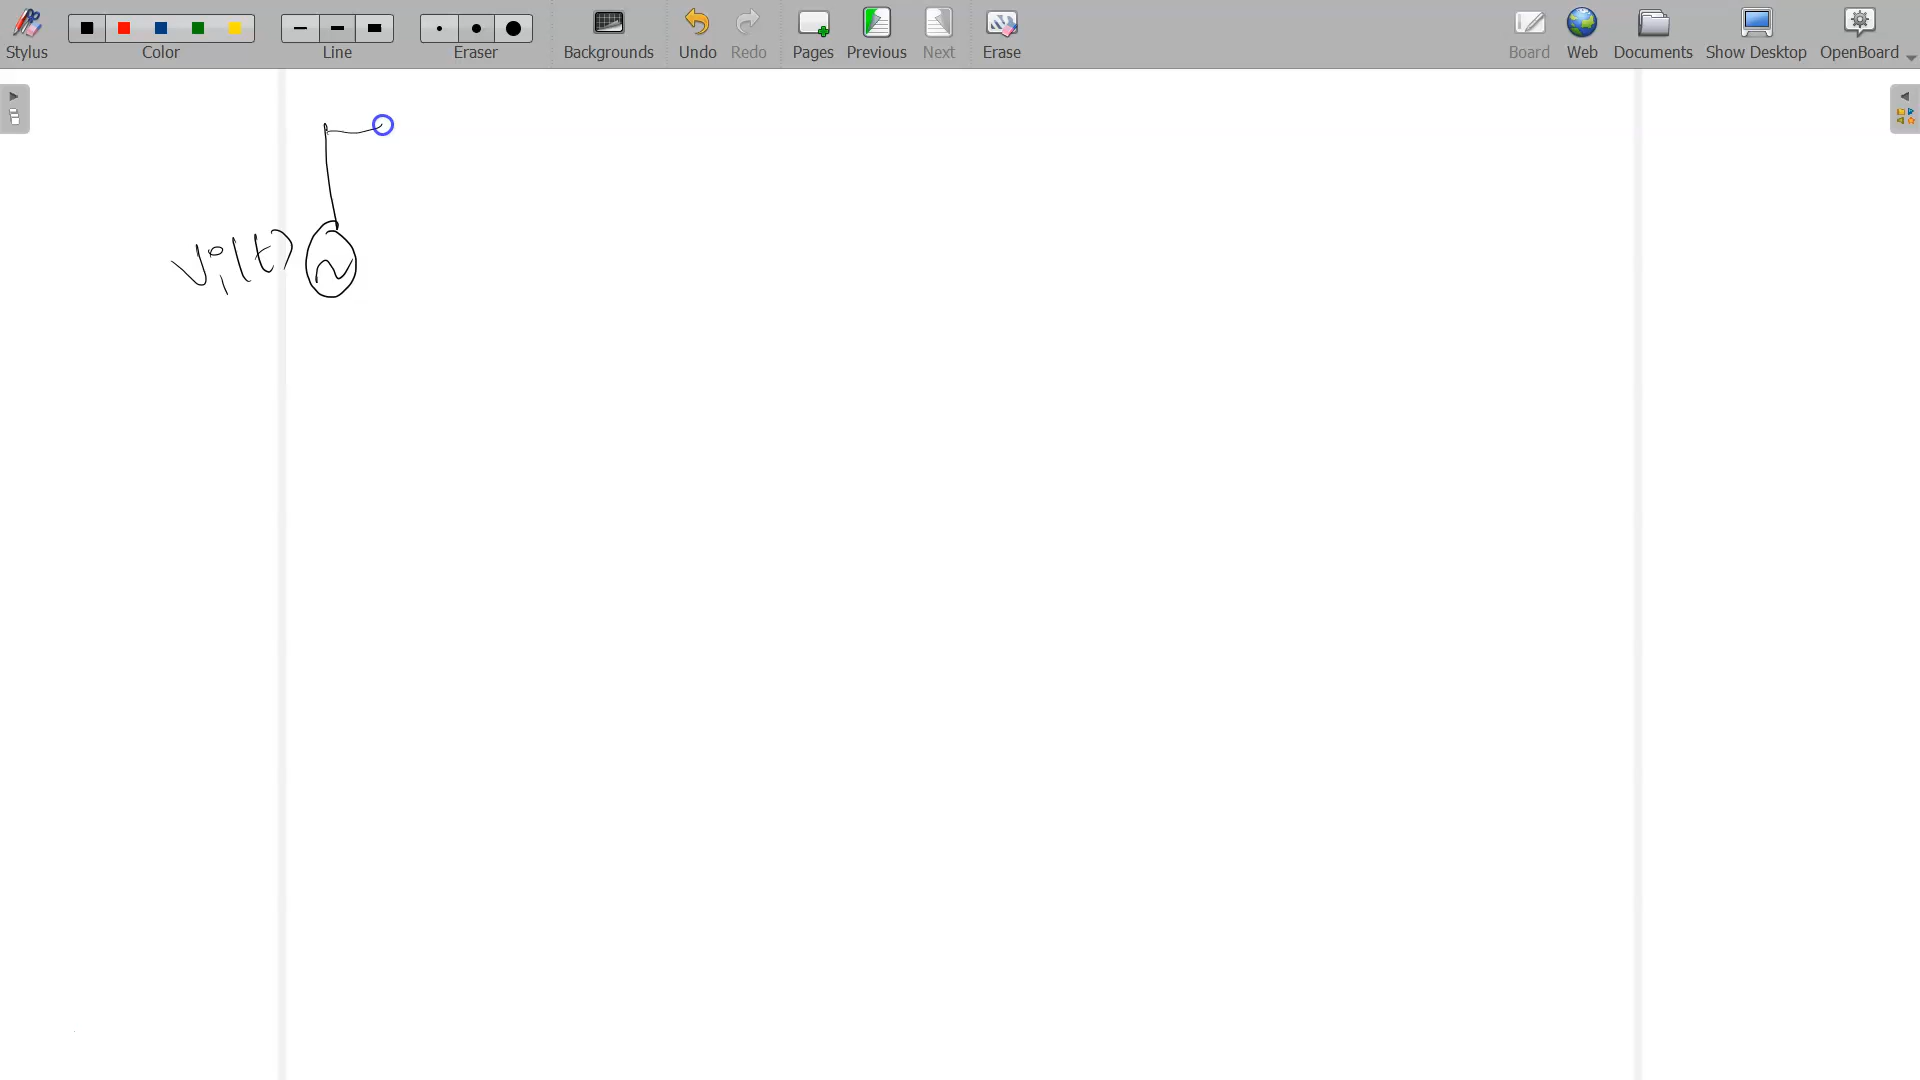 Stylus
Color
Line
Eraser
Backgrounds
Undo
Redo
Pages
Previous
Next
Erase
Board
Web
Documents
Show Desktop
OpenBoard
Vi(t)